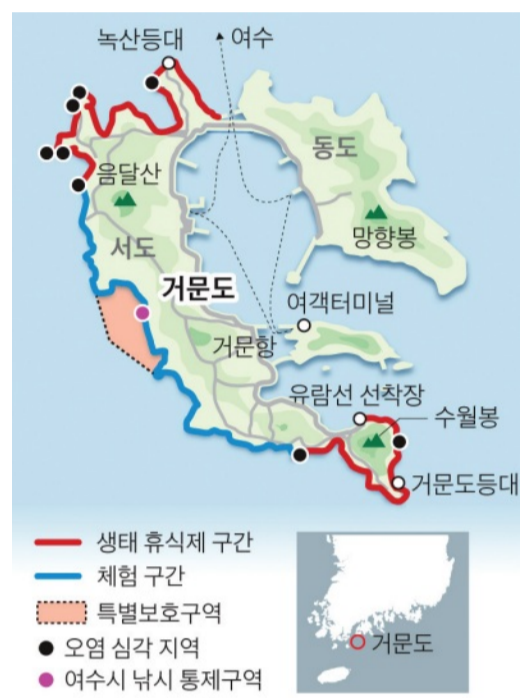 녹산등대
여수
동도
음달산
망향봉
서도
거문도
여객터미널
거문항
유람선 선착장
수월봉
거문도등대
생태 휴식제 구간
체험 구간
특별보호구역
오염 심각 지역
여수시 낚시 통제구역
거문도